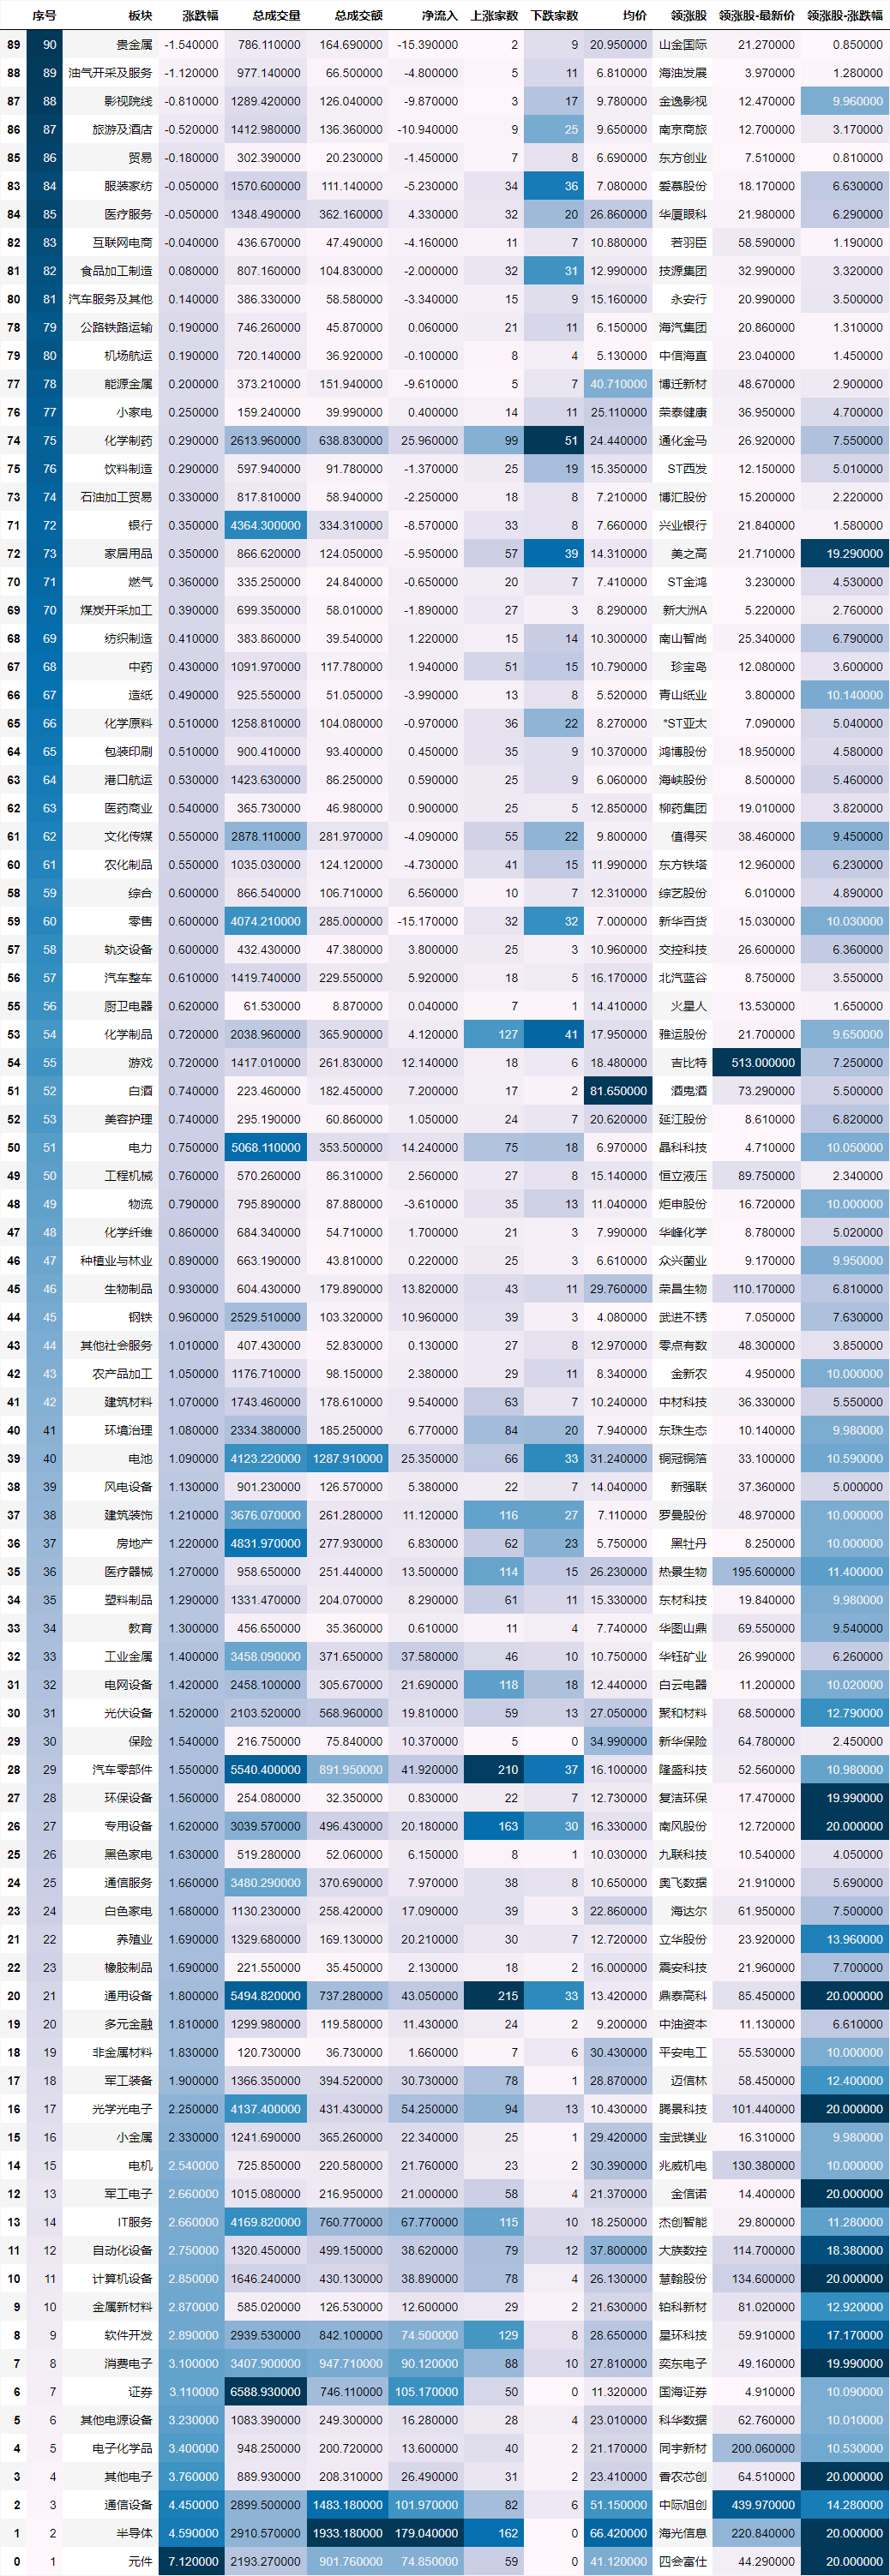 序号 板块 涨跌幅 总成交量 总成交额 净流入 上涨家数 下跌家数 均价 领涨股 领涨股-最新价 领涨股-涨跌幅
89 90 贵金属 -1.540000 786.110000 164.690000 -15.390000 2 9 20.950000 山金国际 21.270000 0.850000
88 89 油气开采及服务 -1.120000 977.140000 66.500000 -4.800000 5 11 6.810000 海油发展 3.970000 1.280000
87 88 影视院线 -0.810000 1289.420000 126.040000 -9.870000 3 17 9.780000 金逸影视 12.470000 9.960000
86 87 旅游及酒店 -0.520000 1412.980000 136.360000 -10.940000 9 25 9.650000 南京商旅 12.700000 3.170000
85 86 贸易 -0.180000 302.390000 20.230000 -1.450000 7 8 6.690000 东方创业 7.510000 0.810000
83 84 服装家纺 -0.050000 1570.600000 111.140000 -5.230000 34 36 7.080000 爱慕股份 18.170000 6.630000
84 85 医疗服务 -0.050000 1348.490000 362.160000 4.330000 32 20 26.860000 华厦眼科 21.980000 6.290000
82 83 互联网电商 -0.040000 436.670000 47.490000 -4.160000 11 7 10.880000 若羽臣 58.590000 1.190000
81 82 食品加工制造 0.080000 807.160000 104.830000 -2.000000 32 31 12.990000 技源集团 32.990000 3.320000
80 81 汽车服务及其他 0.140000 386.330000 58.580000 -3.340000 15 9 15.160000 永安行 20.990000 3.500000
78 79 公路铁路运输 0.190000 746.260000 45.870000 0.060000 21 11 6.150000 海汽集团 20.860000 1.310000
79 80 机场航运 0.190000 720.140000 36.920000 -0.100000 8 4 5.130000 中信海直 23.040000 1.450000
77 78 能源金属 0.200000 373.210000 151.940000 -9.610000 5 7 40.710000 博迁新材 48.670000 2.900000
76 77 小家电 0.250000 159.240000 39.990000 0.400000 14 11 25.110000 荣泰健康 36.950000 4.700000
74 75 化学制药 0.290000 2613.960000 638.830000 25.960000 99 51 24.440000 通化金马 26.920000 7.550000
75 76 饮料制造 0.290000 597.940000 91.780000 -1.370000 25 19 15.350000 ST西发 12.150000 5.010000
73 74 石油加工贸易 0.330000 817.810000 58.940000 -2.250000 18 8 7.210000 博汇股份 15.200000 2.220000
71 72 银行 0.350000 4364.300000 334.310000 -8.570000 33 8 7.660000 兴业银行 21.840000 1.580000
72 73 家居用品 0.350000 866.620000 124.050000 -5.950000 57 39 14.310000 美之高 21.710000 19.290000
70 71 燃气 0.360000 335.250000 24.840000 -0.650000 20 7 7.410000 ST金鸿 3.230000 4.530000
69 70 煤炭开采加工 0.390000 699.350000 58.010000 -1.890000 27 3 8.290000 新大洲A 5.220000 2.760000
68 69 纺织制造 0.410000 383.860000 39.540000 1.220000 15 14 10.300000 南山智尚 25.340000 6.790000
67 68 中药 0.430000 1091.970000 117.780000 1.940000 51 15 10.790000 珍宝岛 12.080000 3.600000
66 67 造纸 0.490000 925.550000 51.050000 -3.990000 13 8 5.520000 青山纸业 3.800000 10.140000
65 66 化学原料 0.510000 1258.810000 104.080000 -0.970000 36 22 8.270000 *ST亚太 7.090000 5.040000
64 65 包装印刷 0.510000 900.410000 93.400000 0.450000 35 9 10.370000 鸿博股份 18.950000 4.580000
63 64 港口航运 0.530000 1423.630000 86.250000 0.590000 25 9 6.060000 海峡股份 8.500000 5.460000
62 63 医药商业 0.540000 365.730000 46.980000 0.900000 25 5 12.850000 柳药集团 19.010000 3.820000
61 62 文化传媒 0.550000 2878.110000 281.970000 -4.090000 55 22 9.800000 值得买 38.460000 9.450000
60 61 农化制品 0.550000 1035.030000 124.120000 -4.730000 41 15 11.990000 东方铁塔 12.960000 6.230000
58 59 综合 0.600000 866.540000 106.710000 6.560000 10 7 12.310000 综艺股份 6.010000 4.890000
59 60 零售 0.600000 4074.210000 285.000000 -15.170000 32 32 7.000000 新华百货 15.030000 10.030000
57 58 轨交设备 0.600000 432.430000 47.380000 3.800000 25 3 10.960000 交控科技 26.600000 6.360000
56 57 汽车整车 0.610000 1419.740000 229.550000 5.920000 18 5 16.170000 北汽蓝谷 8.750000 3.550000
55 56 厨卫电器 0.620000 61.530000 8.870000 0.040000 7 1 14.410000 火星人 13.530000 1.650000
53 54 化学制品 0.720000 2038.960000 365.900000 4.120000 127 41 17.950000 雅运股份 21.700000 9.650000
54 55 游戏 0.720000 1417.010000 261.830000 12.140000 18 6 18.480000 吉比特 513.000000 7.250000
51 52 白酒 0.740000 223.460000 182.450000 7.200000 17 2 81.650000 酒鬼酒 73.290000 5.500000
52 53 美容护理 0.740000 295.190000 60.860000 1.050000 24 7 20.620000 延江股份 8.610000 6.820000
50 51 电力 0.750000 5068.110000 353.500000 14.240000 75 18 6.970000 晶科科技 4.710000 10.050000
49 50 工程机械 0.760000 570.260000 86.310000 2.560000 27 8 15.140000 恒立液压 89.750000 2.340000
48 49 物流 0.790000 795.890000 87.880000 -3.610000 35 13 11.040000 炬申股份 16.720000 10.000000
47 48 化学纤维 0.860000 684.340000 54.710000 1.700000 21 3 7.990000 华峰化学 8.780000 5.020000
46 47 种植业与林业 0.890000 663.190000 43.810000 0.220000 25 3 6.610000 众兴菌业 9.170000 9.950000
45 46 生物制品 0.930000 604.430000 179.890000 13.820000 43 11 29.760000 荣昌生物 110.170000 6.810000
44 45 钢铁 0.960000 2529.510000 103.320000 10.960000 39 3 4.080000 武进不锈 7.050000 7.630000
43 44 其他社会服务 1.010000 407.430000 52.830000 0.130000 27 8 12.970000 零点有数 48.300000 3.850000
42 43 农产品加工 1.050000 1176.710000 98.150000 2.380000 29 11 8.340000 金新农 4.950000 10.000000
41 42 建筑材料 1.070000 1743.460000 178.610000 9.540000 63 7 10.240000 中材科技 36.330000 5.550000
40 41 环境治理 1.080000 2334.380000 185.250000 6.770000 84 20 7.940000 东珠生态 10.140000 9.980000
39 40 电池 1.090000 4123.220000 1287.910000 25.350000 66 33 31.240000 铜冠铜箔 33.100000 10.590000
38 39 风电设备 1.130000 901.230000 126.570000 5.380000 22 7 14.040000 新强联 37.360000 5.000000
37 38 建筑装饰 1.210000 3676.070000 261.280000 11.120000 116 27 7.110000 罗曼股份 48.970000 10.000000
36 37 房地产 1.220000 4831.970000 277.930000 6.830000 62 23 5.750000 黑牡丹 8.250000 10.000000
35 36 医疗器械 1.270000 958.650000 251.440000 13.500000 114 15 26.230000 热景生物 195.600000 11.400000
34 35 塑料制品 1.290000 1331.470000 204.070000 8.290000 61 11 15.330000 东材科技 19.840000 9.980000
33 34 教育 1.300000 456.650000 35.360000 0.610000 11 4 7.740000 华图山鼎 69.550000 9.540000
32 33 工业金属 1.400000 3458.090000 371.650000 37.580000 46 10 10.750000 华钰矿业 26.990000 6.260000
31 32 电网设备 1.420000 2458.100000 305.670000 21.690000 118 18 12.440000 白云电器 11.200000 10.020000
30 31 光伏设备 1.520000 2103.520000 568.960000 19.810000 59 13 27.050000 聚和材料 68.500000 12.790000
29 30 保险 1.540000 216.750000 75.840000 10.370000 5 0 34.990000 新华保险 64.780000 2.450000
28 29 汽车零部件 1.550000 5540.400000 891.950000 41.920000 210 37 16.100000 隆盛科技 52.560000 10.980000
27 28 环保设备 1.560000 254.080000 32.350000 0.830000 22 7 12.730000 复洁环保 17.470000 19.990000
26 27 专用设备 1.620000 3039.570000 496.430000 20.180000 163 30 16.330000 南风股份 12.720000 20.000000
25 26 黑色家电 1.630000 519.280000 52.060000 6.150000 8 1 10.030000 九联科技 10.540000 4.050000
24 25 通信服务 1.660000 3480.290000 370.690000 7.970000 38 8 10.650000 奥飞数据 21.910000 5.690000
23 24 白色家电 1.680000 1130.230000 258.420000 17.090000 39 3 22.860000 海达尔 61.950000 7.500000
21 22 养殖业 1.690000 1329.680000 169.130000 20.210000 30 7 12.720000 立华股份 23.920000 13.960000
22 23 橡胶制品 1.690000 221.550000 35.450000 2.130000 18 2 16.000000 震安科技 21.960000 7.700000
20 21 通用设备 1.800000 5494.820000 737.280000 43.050000 215 33 13.420000 鼎泰高科 85.450000 20.000000
19 20 多元金融 1.810000 1299.980000 119.580000 11.430000 24 2 9.200000 中油资本 11.130000 6.610000
18 19 非金属材料 1.830000 120.730000 36.730000 1.660000 7 6 30.430000 平安电工 55.530000 10.000000
17 18 军工装备 1.900000 1366.350000 394.520000 30.730000 78 1 28.870000 迈信林 58.450000 12.400000
16 17 光学光电子 2.250000 4137.400000 431.430000 54.250000 94 13 10.430000 腾景科技 101.440000 20.000000
15 16 小金属 2.330000 1241.690000 365.260000 22.340000 25 1 29.420000 宝武镁业 16.310000 9.980000
14 15 电机 2.540000 725.850000 220.580000 21.760000 23 2 30.390000 兆威机电 130.380000 10.000000
12 13 军工电子 2.660000 1015.080000 216.950000 21.000000 58 4 21.370000 金信诺 14.400000 20.000000
13 14 IT服务 2.660000 4169.820000 760.770000 67.770000 115 10 18.250000 杰创智能 29.800000 11.280000
11 12 自动化设备 2.750000 1320.450000 499.150000 38.620000 79 12 37.800000 大族数控 114.700000 18.380000
10 11 计算机设备 2.850000 1646.240000 430.130000 38.890000 78 4 26.130000 慧翰股份 134.600000 20.000000
9 10 金属新材料 2.870000 585.020000 126.530000 12.600000 29 2 21.630000 铂科新材 81.020000 12.920000
8 9 软件开发 2.890000 2939.530000 842.100000 74.500000 129 8 28.650000 星环科技 59.910000 17.170000
7 8 消费电子 3.100000 3407.900000 947.710000 90.120000 88 10 27.810000 奕东电子 49.160000 19.990000
6 7 证券 3.110000 6588.930000 746.110000 105.170000 50 0 11.320000 国海证券 4.910000 10.090000
5 6 其他电源设备 3.230000 1083.390000 249.300000 16.280000 28 4 23.010000 科华数据 62.760000 10.010000
4 5 电子化学品 3.400000 948.250000 200.720000 13.600000 40 2 21.170000 同宇新材 200.060000 10.530000
3 4 其他电子 3.760000 889.930000 208.310000 26.490000 31 2 23.410000 香农芯创 64.510000 20.000000
2 3 通信设备 4.450000 2899.500000 1483.180000 101.970000 82 6 51.150000 中际旭创 439.970000 14.280000
1 2 半导体 4.590000 2910.570000 1933.180000 179.040000 162 0 66.420000 海光信息 220.840000 20.000000
0 1 元件 7.120000 2193.270000 901.760000 74.850000 59 0 41.120000 四会富仕 44.290000 20.000000